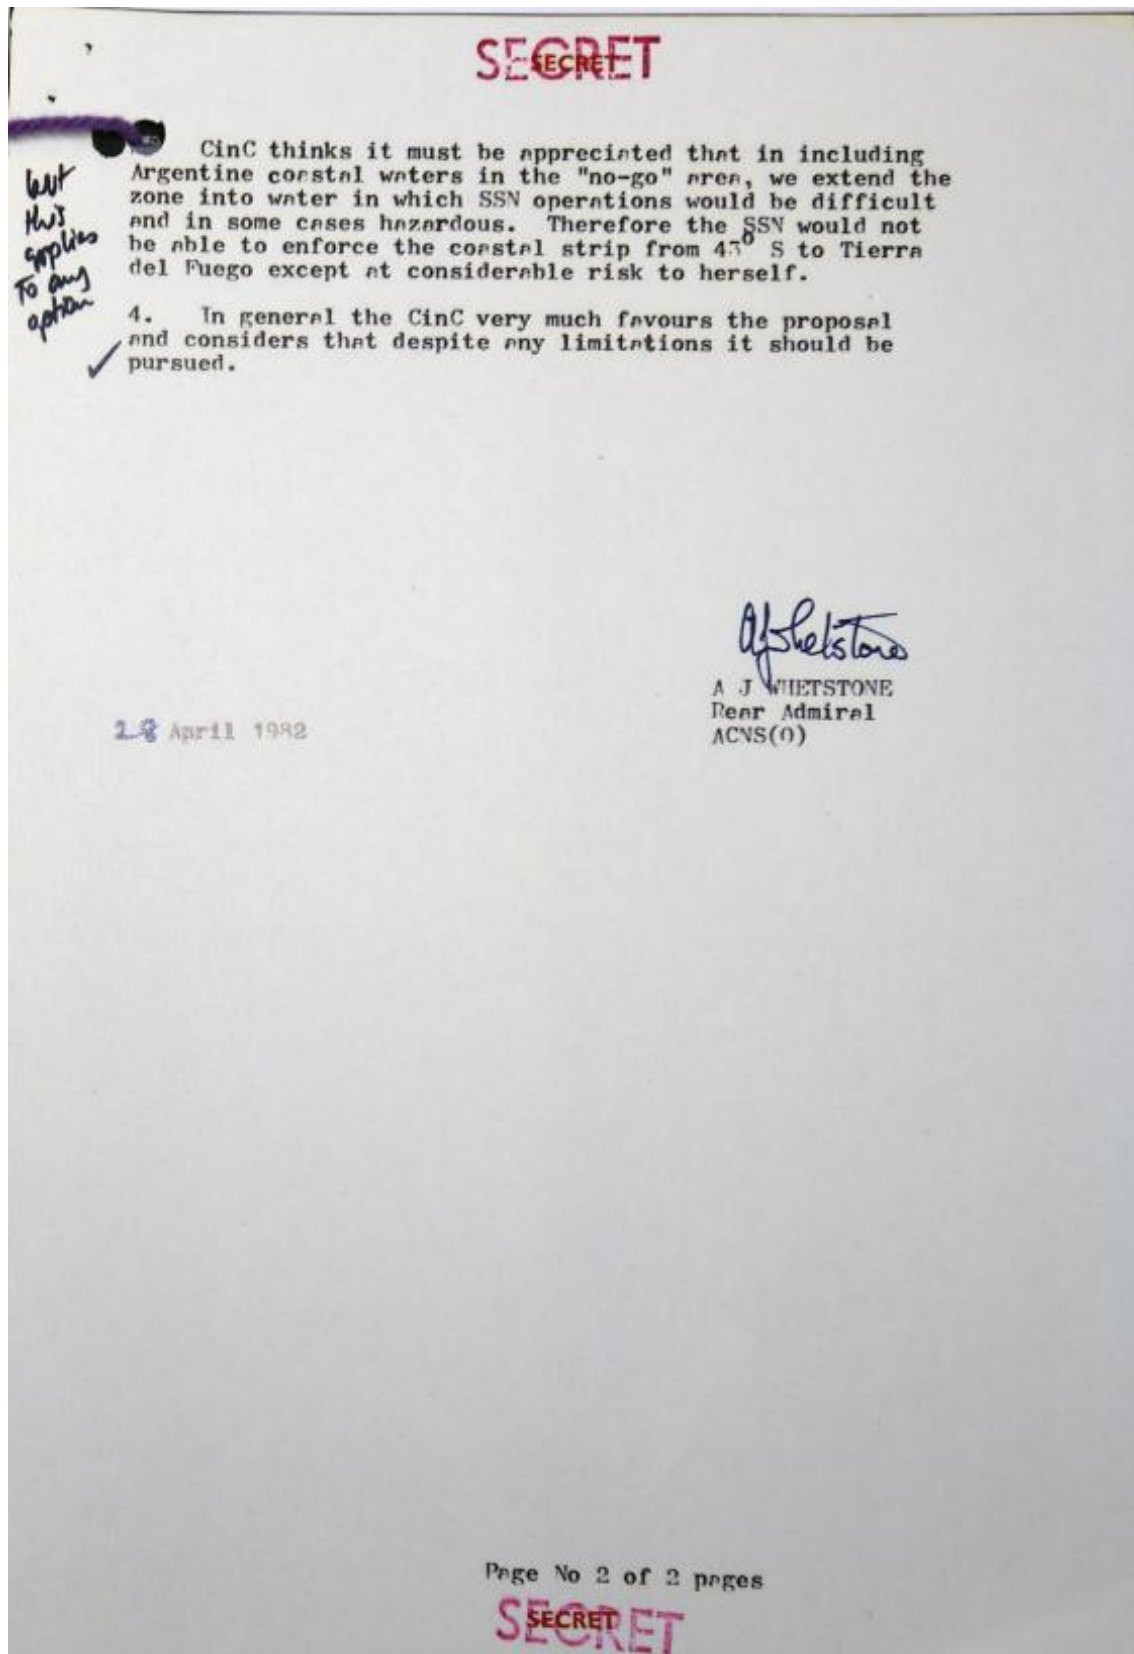 SECRET
SECRET
CinC thinks it must be appreciated that in including
Argentine coastal waters in the "no-go" area, we extend the
zone into water in which SSN operations would be difficult
and in some cases hazardous. Therefore the SSN would not
be able to enforce the coastal strip from 43° S to Tierra
del Fuego except at considerable risk to herself.
but
this
applies
To any
option
4. In general the CinC very much favours the proposal
and considers that despite any limitations it should be
pursued.
AJWhetstone
A J WHETSTONE
Rear Admiral
ACNS(O)
28 April 1982
Page No 2 of 2 pages
SECRET
SECRET